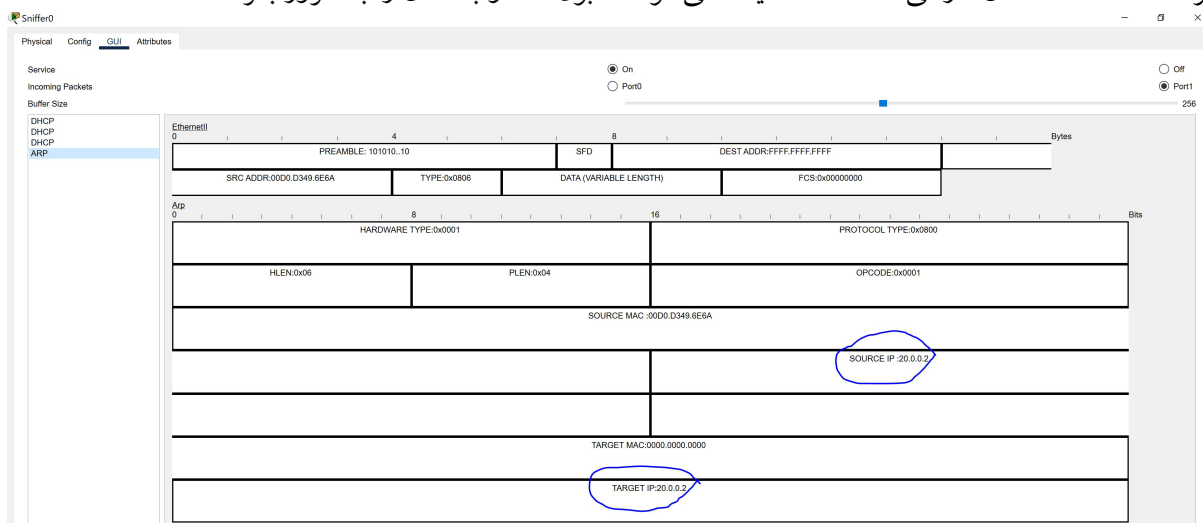 Sniffer0
Physical Config GUI Attributes
Service On Off
Incoming Packets Port0 Port1
Buffer Size 256
DHCP
DHCP
DHCP
ARP
EthernetII
0 4 8 Bytes
PREAMBLE: 101010..10 SFD DEST ADDR:FFFF.FFFF.FFFF
SRC ADDR:00D0.D349.6E6A TYPE:0x0806 DATA (VARIABLE LENGTH) FCS:0x00000000
Arp
0 8 16 Bits
HARDWARE TYPE:0x0001 PROTOCOL TYPE:0x0800
HLEN:0x06 PLEN:0x04 OPCODE:0x0001
SOURCE MAC :00D0.D349.6E6A
SOURCE IP :20.0.0.2
TARGET MAC:0000.0000.0000
TARGET IP:20.0.0.2